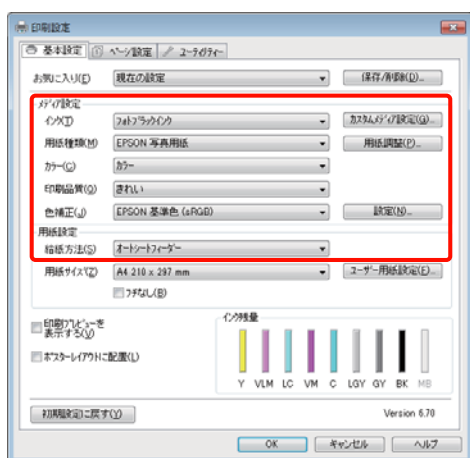 印刷設定
基本設定 ページ設定 ユーティリティー
お気に入り(F) 現在の設定 保存/削除(D)...
メディア設定
インク(T) フォトブラックインク カスタムメディア設定(G)...
用紙種類(M) EPSON 写真用紙 用紙調整(P)...
カラー(C) カラー
印刷品質(Q) きれい
色補正(J) EPSON 基準色 (sRGB) 設定(N)...
用紙設定
給紙方法(S) オートシートフィーダー
用紙サイズ(Z) A4 210 x 297 mm ユーザー用紙設定(E)...
フチなし(B)
印刷プレビューを
表示する(V)
ポスターレイアウトに配置(L)
インク残量
Y VLM LC VM C LGY GY BK MB
初期設定に戻す(Y) Version 6.70
OK キャンセル ヘルプ